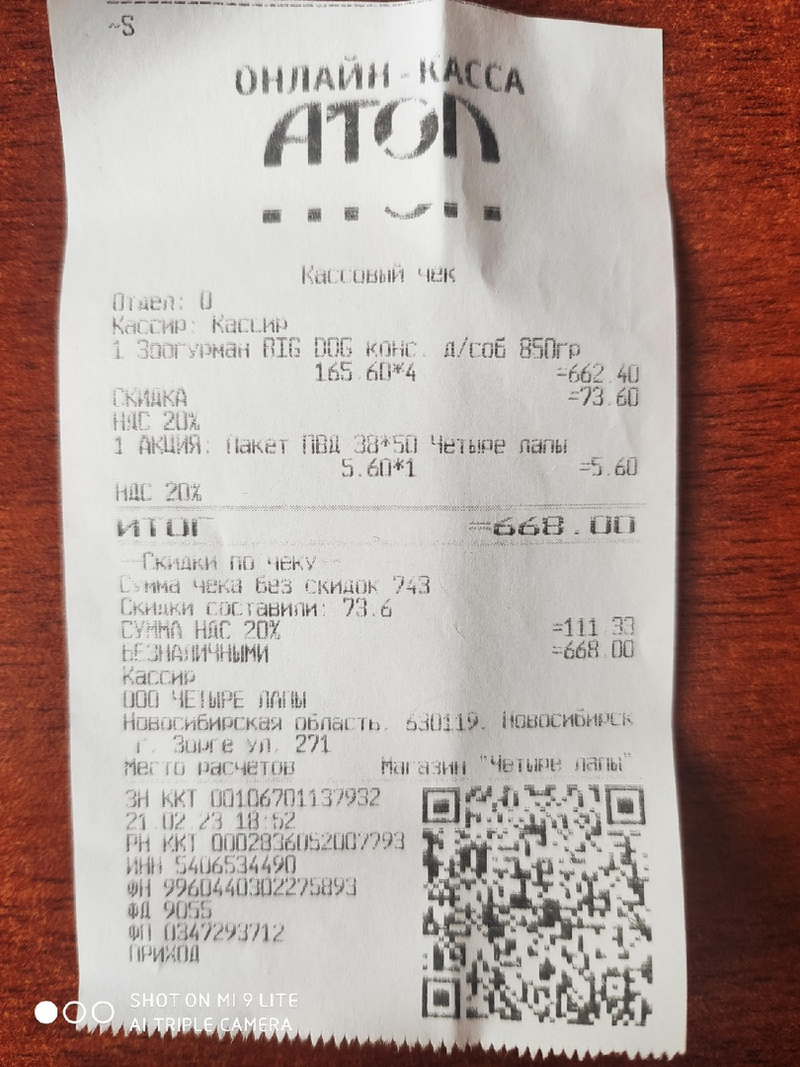 ~S
ОНЛАЙН-КАССА
АТОЛ
Кассовый чек
Отдел: 0
Кассир: Кассир
1 Зоогурман BIG DOG конс. д/соб 850гр
165.60*4 =662.40
СКИДКА =73.60
НДС 20%
1 АКЦИЯ: Пакет ПВД 38*50 Четыре лапы
5.60*1 =5.60
НДС 20%
ИТОГ =668.00
--Скидки по чеку--
Сумма чека без скидок 743
Скидки составили: 73.6
СУММА НДС 20% =111.33
БЕЗНАЛИЧНЫМИ =668.00
Кассир
ООО ЧЕТЫРЕ ЛАПЫ
Новосибирская область, 630119, Новосибирск
г, Зорге ул, 271
Место расчетов Магазин "Четыре лапы"
ЗН ККТ 00106701137932
21.02.23 18:52
РН ККТ 0002836052007793
ИНН 5406534490
ФН 9960440302275893
ФД 9055
ФП 0347293712
ПРИХОД
SHOT ON MI 9 LITE
AI TRIPLE CAMERA